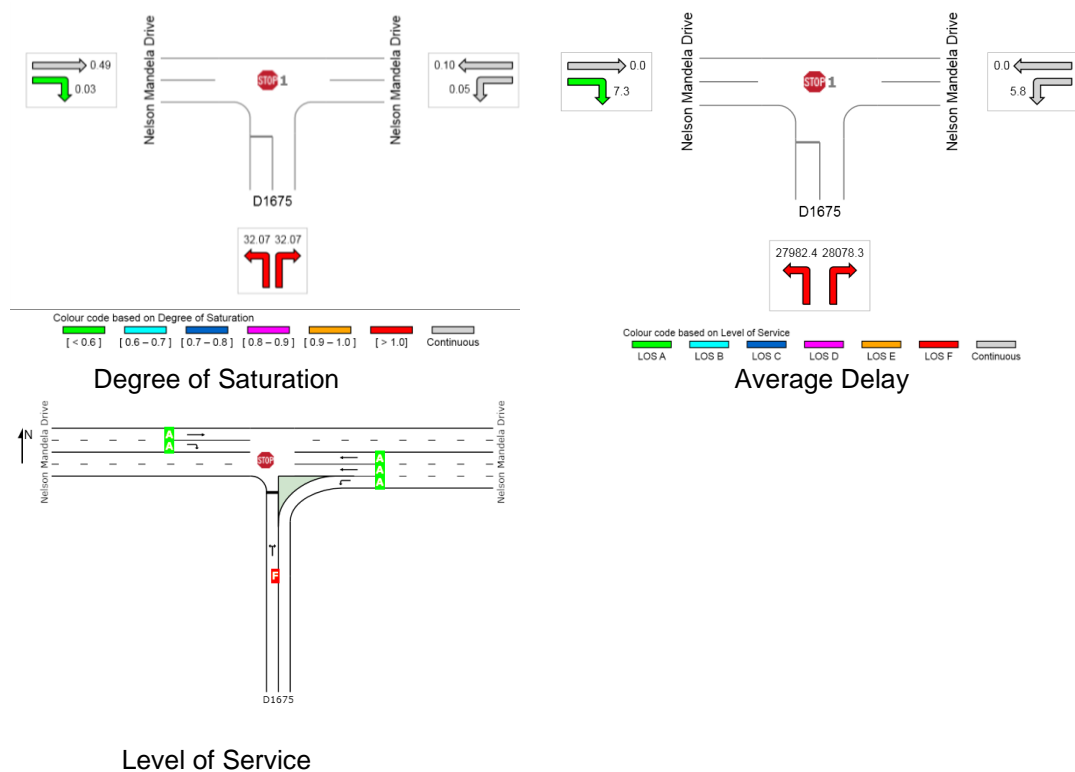 Nelson Mandela Drive
Nelson Mandela Drive
0.49
0.03
STOP 1
0.10
0.05
D1675
32.07 32.07
Colour code based on Degree of Saturation
[ < 0.6 ] [ 0.6 – 0.7 ] [ 0.7 – 0.8 ] [ 0.8 – 0.9 ] [ 0.9 – 1.0 ] [ > 1.0 ] Continuous
Degree of Saturation
Nelson Mandela Drive
Nelson Mandela Drive
0.0
7.3
STOP 1
0.0
5.8
D1675
27982.4 28078.3
Colour code based on Level of Service
LOS A LOS B LOS C LOS D LOS E LOS F Continuous
Average Delay
N
Nelson Mandela Drive
Nelson Mandela Drive
A
A
STOP
A
A
A
F
D1675
Level of Service